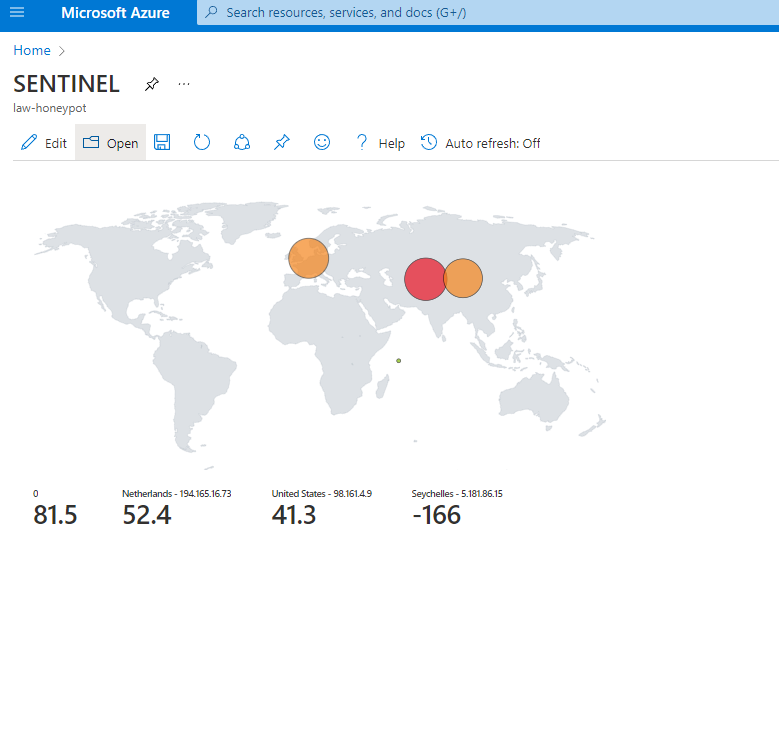 Microsoft Azure
Search resources, services, and docs (G+/)
Home
SENTINEL
law-honeypot
Edit Open Help Auto refresh: Off
0 Netherlands - 194.165.16.73 United States - 98.161.4.9 Seychelles - 5.181.86.15
81.5 52.4 41.3 -166